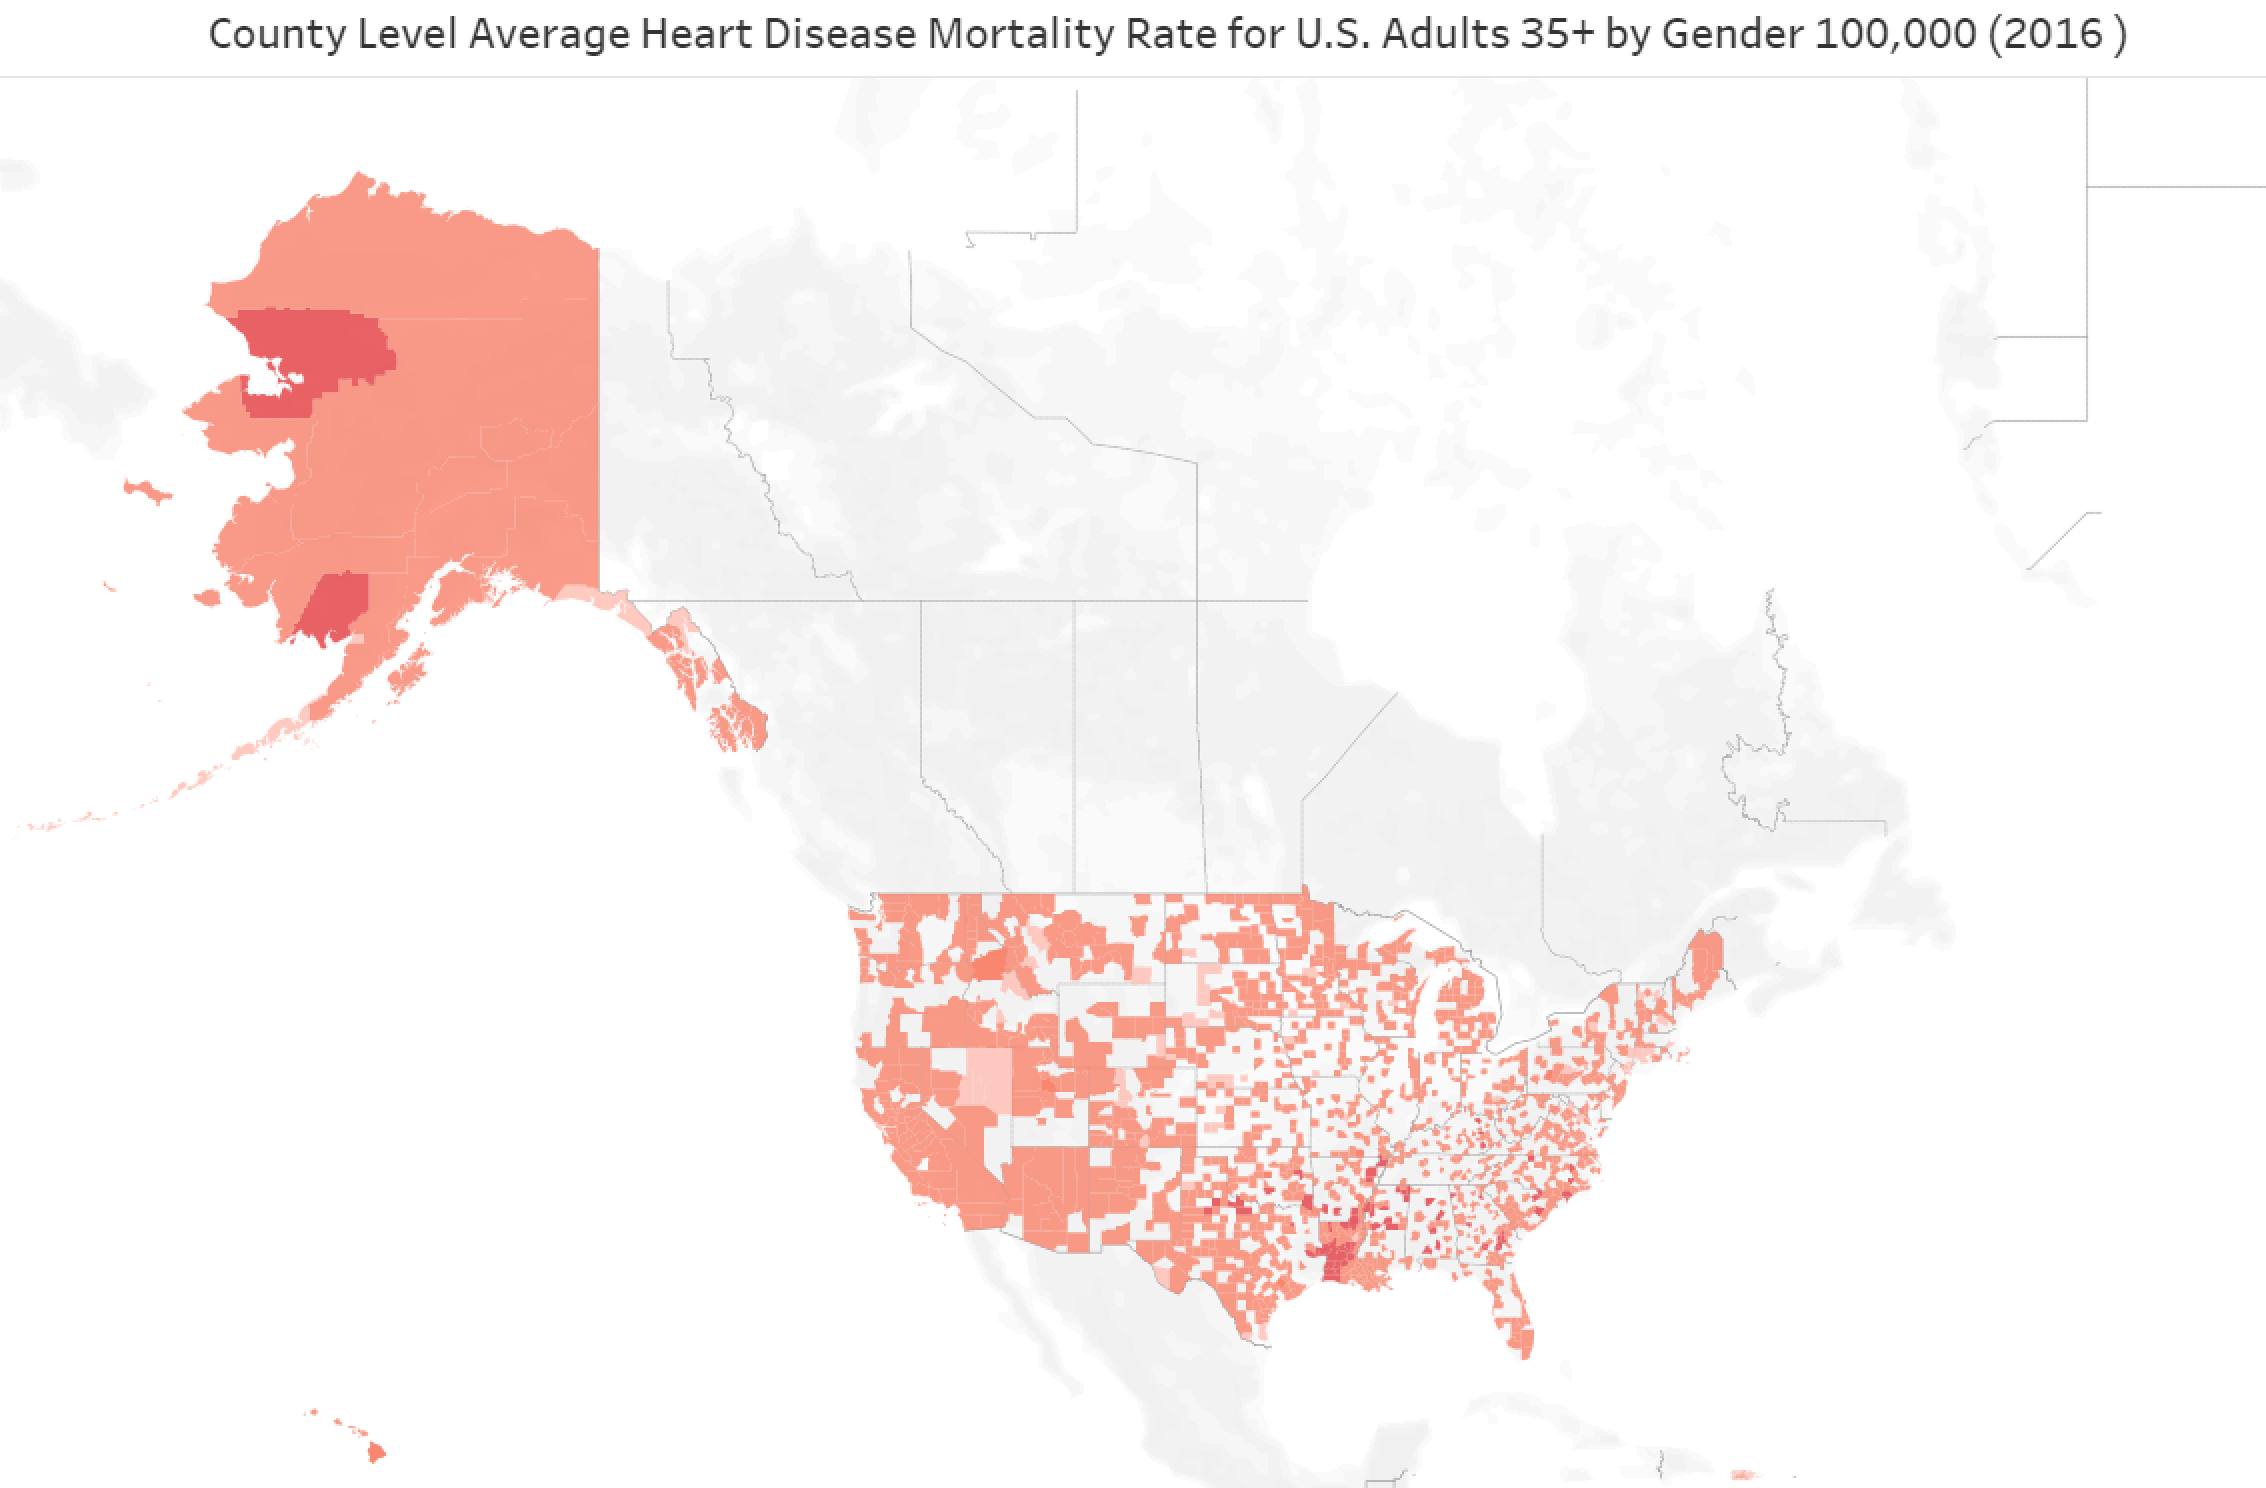 County Level Average Heart Disease Mortality Rate for U.S. Adults 35+ by Gender 100,000 (2016 )